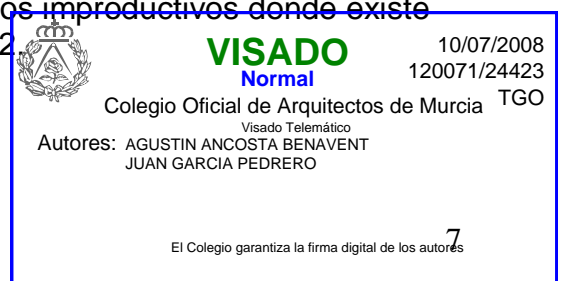 os improductivos donde existe
2.
VISADO
Normal
10/07/2008
120071/24423
TGO
Colegio Oficial de Arquitectos de Murcia
Visado Telemático
Autores: AGUSTIN ANCOSTA BENAVENT
JUAN GARCIA PEDRERO
7
El Colegio garantiza la firma digital de los autores